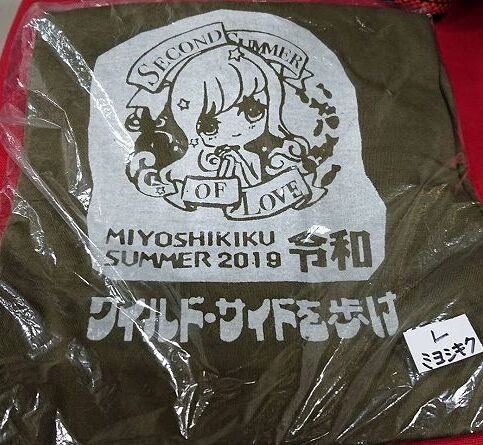 SECOND SUMMER
OF LOVE
MIYOSHIKIKU
SUMMER 2019 令和
ワイルド・サイドを歩け
L
ミヨシキク